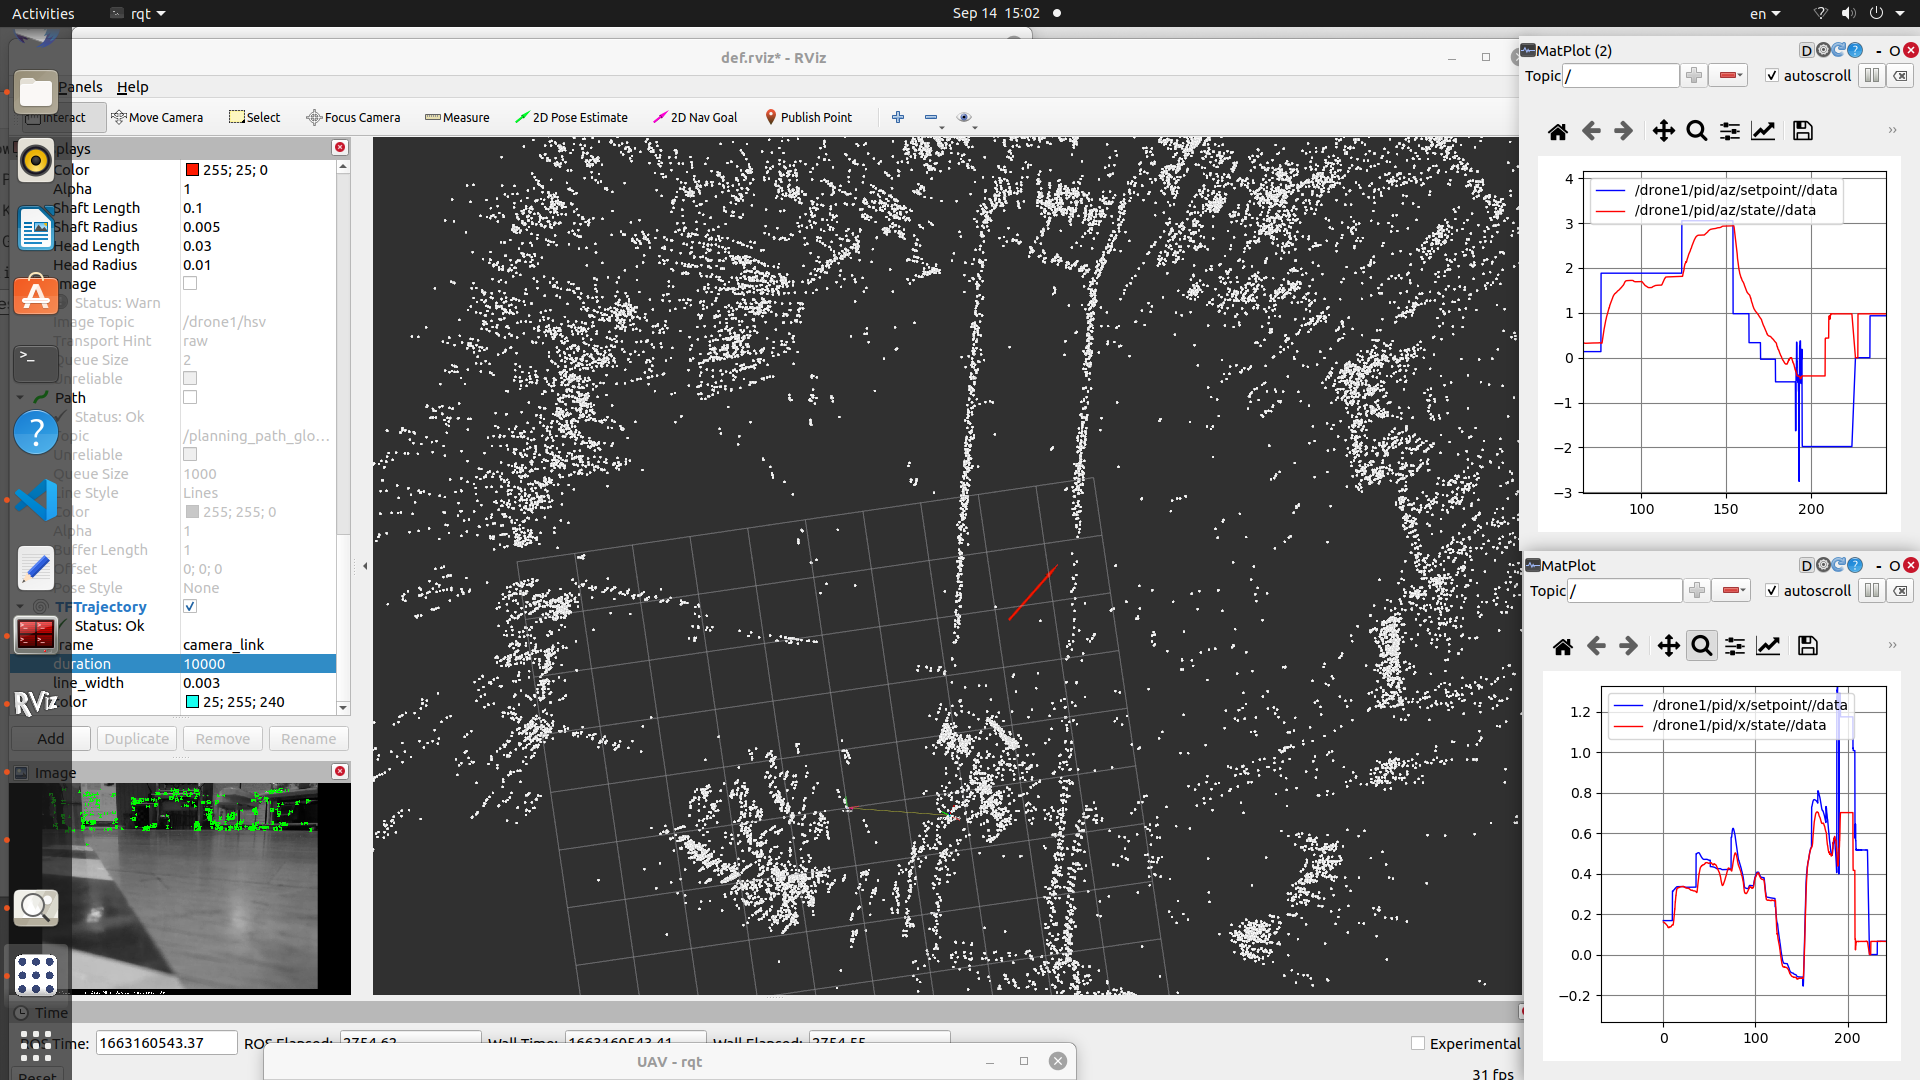 Activities
rqt
Sep 14 15:02
en
def.rviz* - RViz
Panels
Help
Interact
Move Camera
Select
Focus Camera
Measure
2D Pose Estimate
2D Nav Goal
Publish Point
plays
Color
255; 25; 0
Alpha
1
Shaft Length
0.1
Shaft Radius
0.005
Head Length
0.03
Head Radius
0.01
mage
Status: Warn
Image Topic
/drone1/hsv
Transport Hint
raw
Queue Size
2
Unreliable
Path
Status: Ok
opic
/planning_path_glo...
Unreliable
Queue Size
1000
ine Style
Lines
Color
255; 255; 0
Alpha
1
Buffer Length
1
Offset
0; 0; 0
Pose Style
None
TFTrajectory
Status: Ok
rame
camera_link
duration
10000
line_width
0.003
olor
25; 255; 240
Add
Duplicate
Remove
Rename
Image
Time
ROS Time:
1663160543.37
ROS Elapsed:
2754.62
Wall Time:
1663160543.41
Wall Elapsed:
2754.55
Experimental
Reset
31 fps
UAV - rqt
RViz
MatPlot (2)
D
- O
Topic
/
autoscroll
/drone1/pid/az/setpoint//data
/drone1/pid/az/state//data
4
3
2
1
0
−1
−2
−3
100
150
200
MatPlot
D
- O
Topic
/
autoscroll
/drone1/pid/x/setpoint//data
/drone1/pid/x/state//data
1.2
1.0
0.8
0.6
0.4
0.2
0.0
−0.2
0
100
200